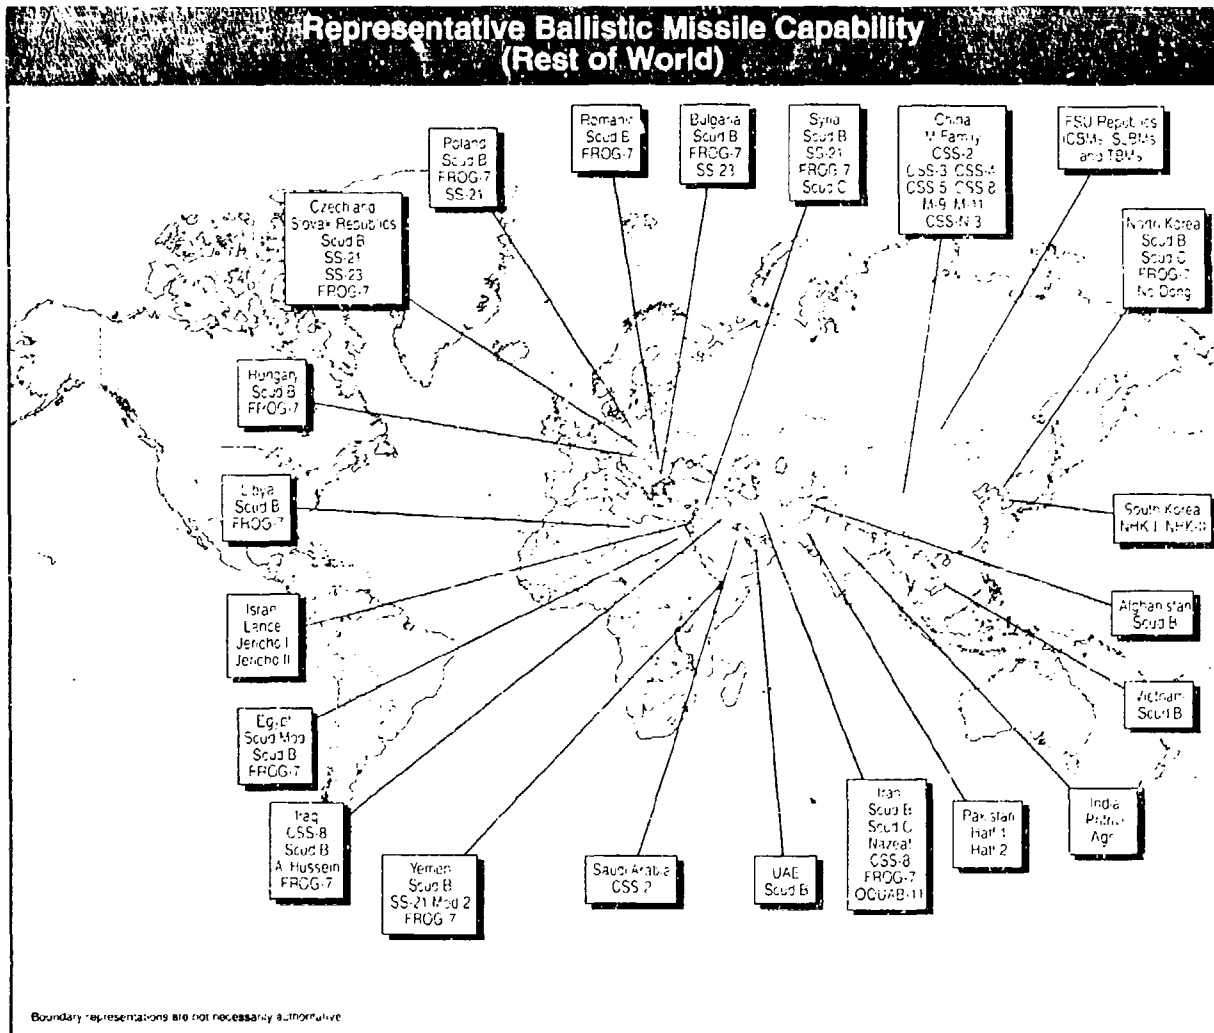 Representative Ballistic Missile Capability
(Rest of World)
Poland
Scud B
FROG-7
SS-21
Romania
Scud B
FROG-7
Bulgaria
Scud B
FROG-7
SS-23
Syria
Scud B
SS-21
FROG-7
Scud C
China
M Family
CSS-2
CSS-3 CSS-4
CSS-5 CSS-8
M-9 M-11
CSS-N-3
FSU Republics
ICBMs SLBMs
and TBMs
Czech and
Slovak Republics
Scud B
SS-21
SS-23
FROG-7
North Korea
Scud B
Scud C
FROG-7
No Dong
Hungary
Scud B
FROG-7
Libya
Scud B
FROG-7
South Korea
NHK-I NHK-II
Israel
Lance
Jericho I
Jericho II
Afghanistan
Scud B
Vietnam
Scud B
Egypt
Scud Mod
Scud B
FROG-7
Iraq
CSS-8
Scud B
Al Hussein
FROG-7
Yemen
Scud B
SS-21 Mod 2
FROG-7
Saudi Arabia
CSS-2
UAE
Scud B
Iran
Scud B
Scud C
Nazeat
CSS-8
FROG-7
Pakistan
Hatf 1
Hatf 2
India
Prithvi
Agni
Boundary representations are not necessarily authoritative